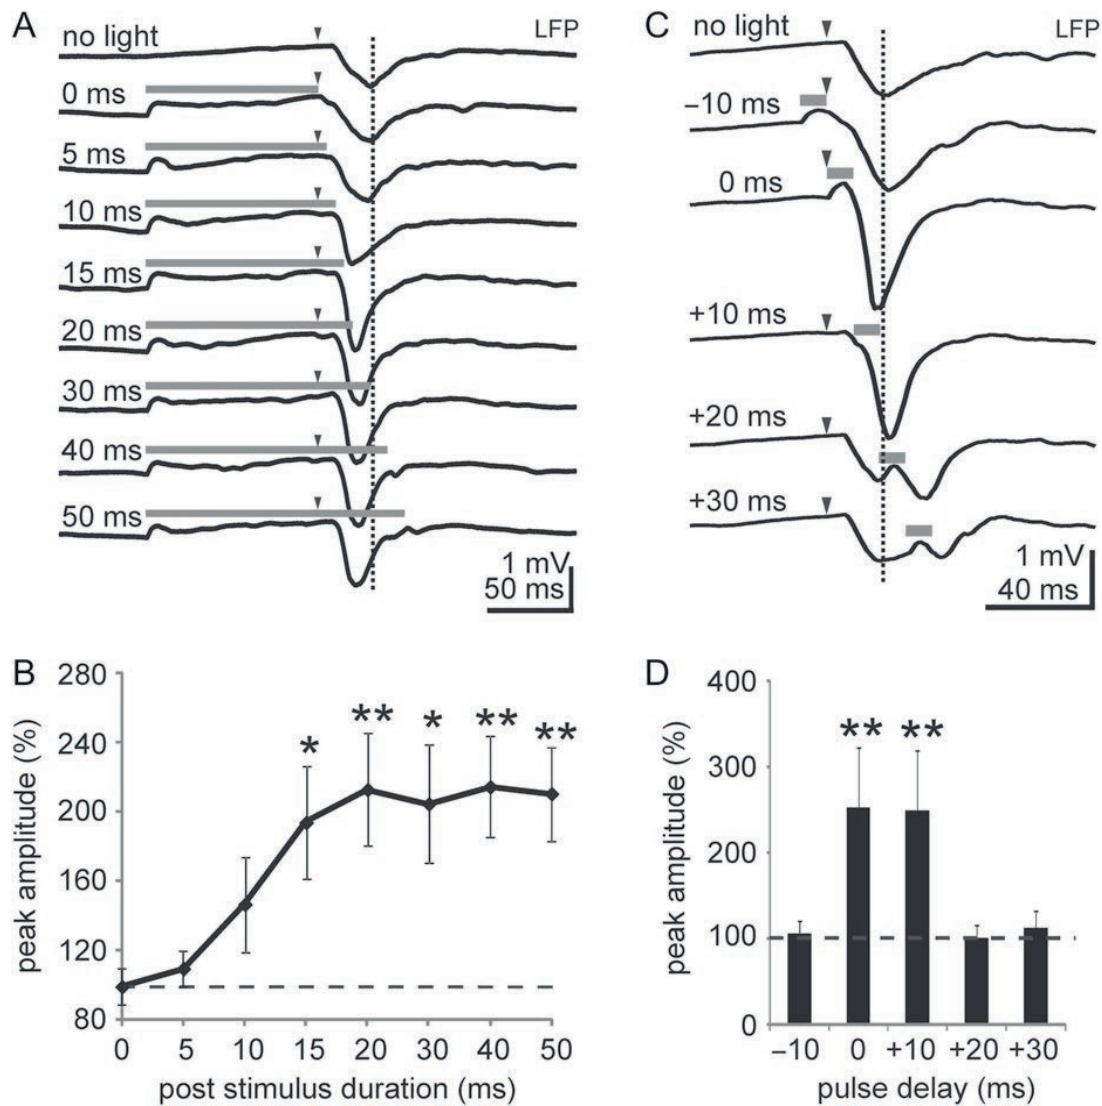 A
LFP
no light
0 ms
5 ms
10 ms
15 ms
20 ms
30 ms
40 ms
50 ms
1 mV
50 ms
C
LFP
no light
−10 ms
0 ms
+10 ms
+20 ms
+30 ms
1 mV
40 ms
B
peak amplitude (%)
280
240
200
160
120
80
* ** * ** **
0 5 10 15 20 30 40 50
post stimulus duration (ms)
D
peak amplitude (%)
400
300
200
100
0
** **
−10 0 +10 +20 +30
pulse delay (ms)